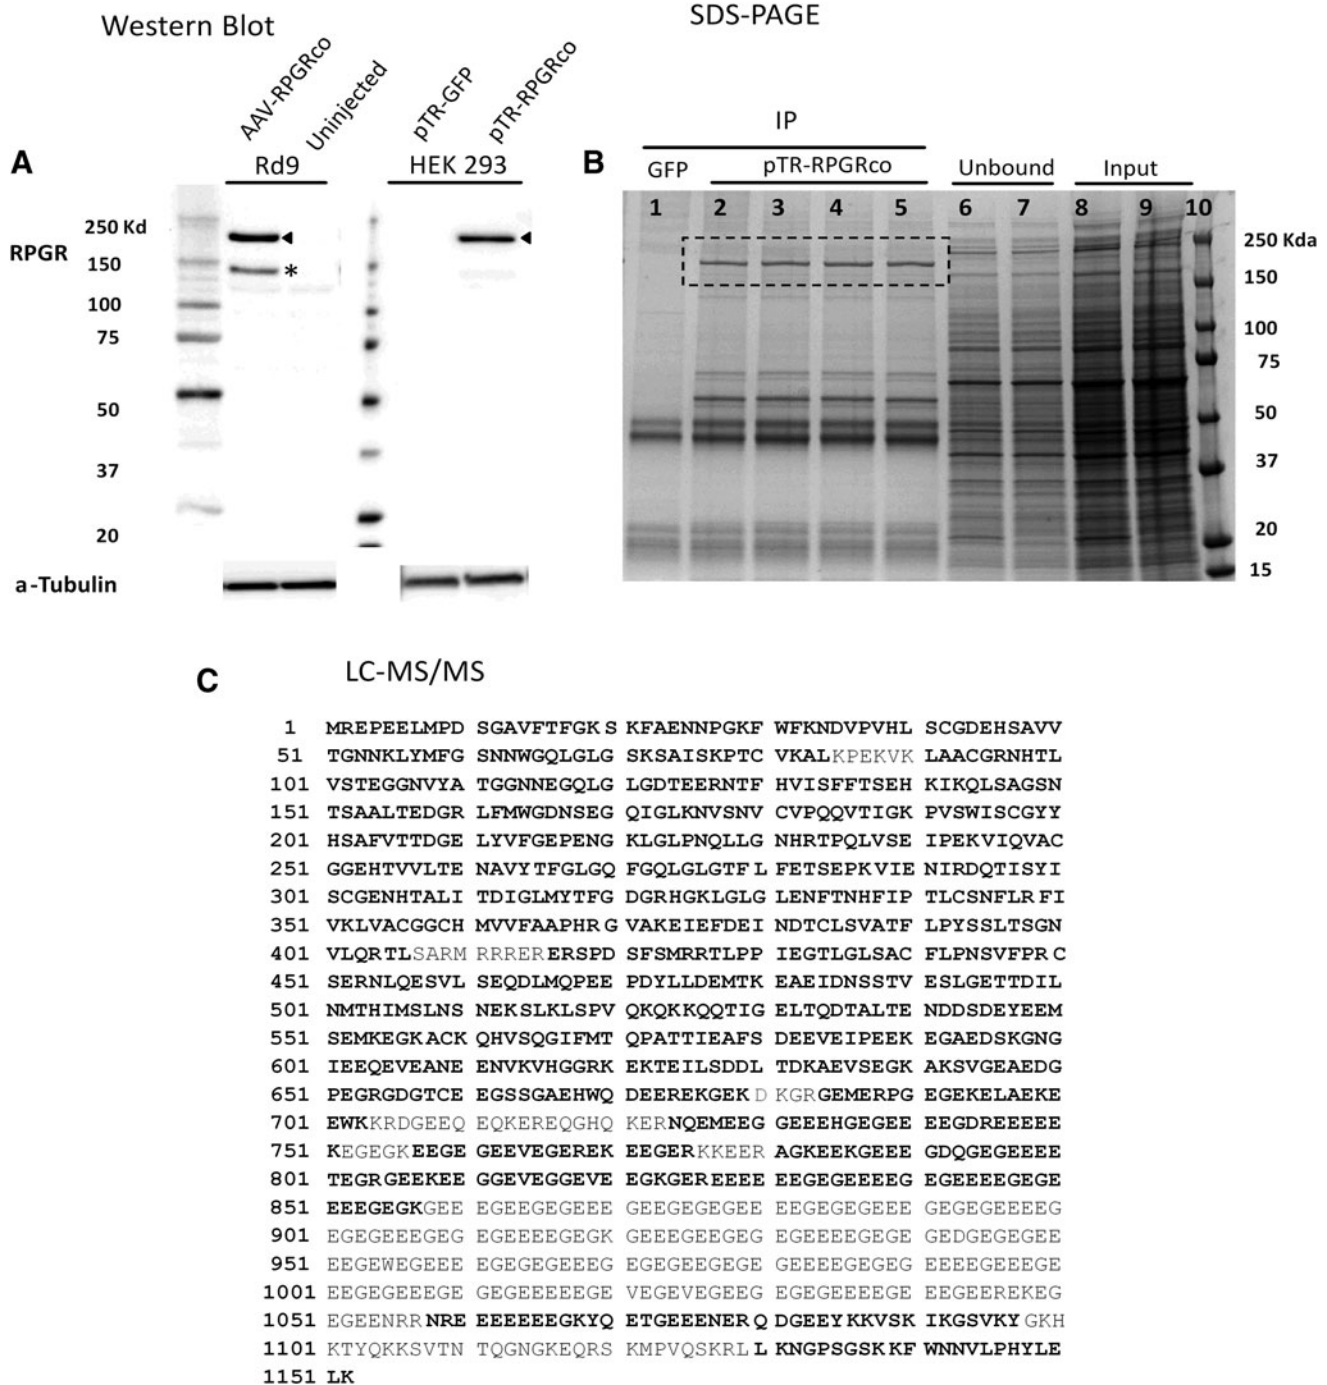 Western Blot
SDS-PAGE
AAV-RPGRco
Uninjected
pTR-GFP
pTR-RPGRco
A
Rd9
HEK 293
RPGR
250 Kd
150
100
75
50
37
20
*
a-Tubulin
B
IP
GFP
pTR-RPGRco
Unbound
Input
1 2 3 4 5 6 7 8 9 10
250 Kda
150
100
75
50
37
20
15
C
LC-MS/MS
1 MREPEELMPD SGAVFTFGKS KFAENNPGKF WFKNDVPVHL SCGDEHSAVV
51 TGNNKLYMFG SNNWGQLGLG SKSAISKPTC VKALKPEKVK LAACGRNHTL
101 VSTEGGNVYA TGGNNEGQLG LGDTEERNTF HVISFFTSEH KIKQLSAGSN
151 TSAALTEDGR LFMWGDNSEG QIGLKNVSNV CVPQQVTIGK PVSWISCGYY
201 HSAFVTTDGE LYVFGEPENG KLGLPNQLLG NHRTPQLVSE IPEKVIQVAC
251 GGEHTVVLTE NAVYTFGLGQ FGQLGLGTFL FETSEPKVIE NIRDQTISYI
301 SCGENHTALI TDIGLMYTFG DGRHGKLGLG LENFTNHFIP TLCSNFLRFI
351 VKLVACGGCH MVVFAAPHRG VAKEIEFDEI NDTCLSVATF LPYSSLTSGN
401 VLQRTLSARM RRRERERSPD SFSMRRTLPP IEGTLGLSAC FLPNSVFPRC
451 SERNLQESVL SEQDLMQPEE PDYLLDEMTK EAEIDNSSTV ESLGETTDIL
501 NMTHIMSLNS NEKSLKLSPV QKQKKQQTIG ELTQDTALTE NDDSDEYEEM
551 SEMKEGKACK QHVSQGIFMT QPATTIEAFS DEEVEIPEEK EGAEDSKGNG
601 IEEQEVEANE ENVKVHGGRK EKTEILSDDL TDKAEVSEGK AKSVGEAEDG
651 PEGRGDGTCE EGSSGAEHWQ DEEREKGEKD KGRGEMERPG EGEKELAEKE
701 EWKKRDGEEQ EQKEREQGHQ KERNQEMEEG GEEEHGEGEE EEGDREEEEE
751 KEGEGKEEGE GEEVEGEREK EEGERKKEER AGKEEKGEEE GDQGEGEEEE
801 TEGRGEEKEE GGEVEGGEVE EGKGEREEEE EEGEGEEEEG EGEEEEGEGE
851 EEEGEGKGEE EGEEGEGEEE GEEGEGEGEE EEGEGEGEEE GEGEGEEEEG
901 EGEGEEEGEG EGEEEEGEGK GEEEGEEGEG EGEEEGEGEG EDGEGEGEEE
951 EEGEWEGEEE EGEGEGEEEG EGEGEEGEGE GEEEEGEGEG EEEEGEEEGE
1001 EEGEGEEEGE GEGEEEEEGE VEGEVEGEEG EGEGEEEEGE EEGEEREKEG
1051 EGEENRRNRE EEEEEEGKYQ ETGEEENERQ DGEEYKKVSK IKGSVKYGKH
1101 KTYQKKSVTN TQGNGKEQRS KMPVQSKRLL KNGPSGSKKF WNNVLPHYLE
1151 LK